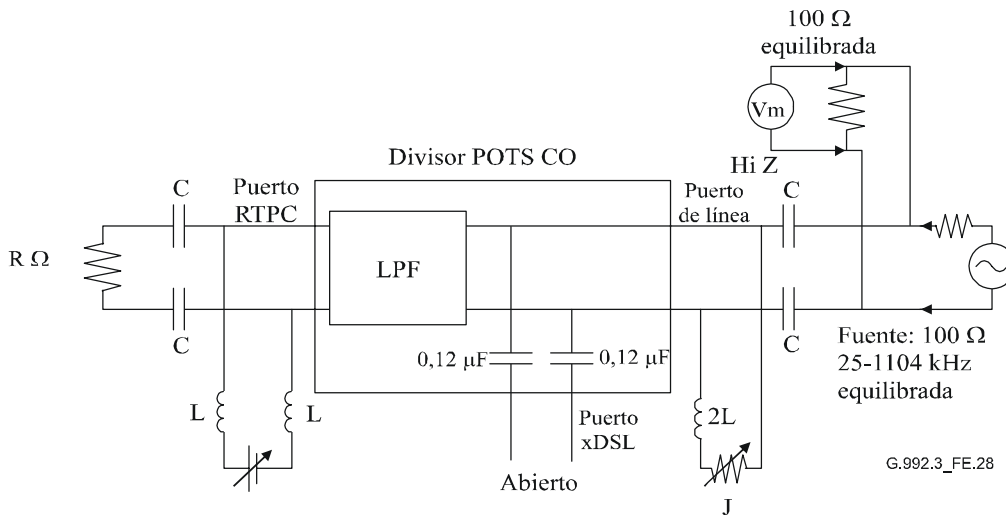 100 Ω
equilibrada
Vm
Hi Z
Divisor POTS CO
C
Puerto
RTPC
Puerto
de línea
C
R Ω
LPF
C
C
0,12 µF
0,12 µF
Fuente: 100 Ω
25-1104 kHz
equilibrada
L
L
Puerto
xDSL
2L
Abierto
J
G.992.3_FE.28